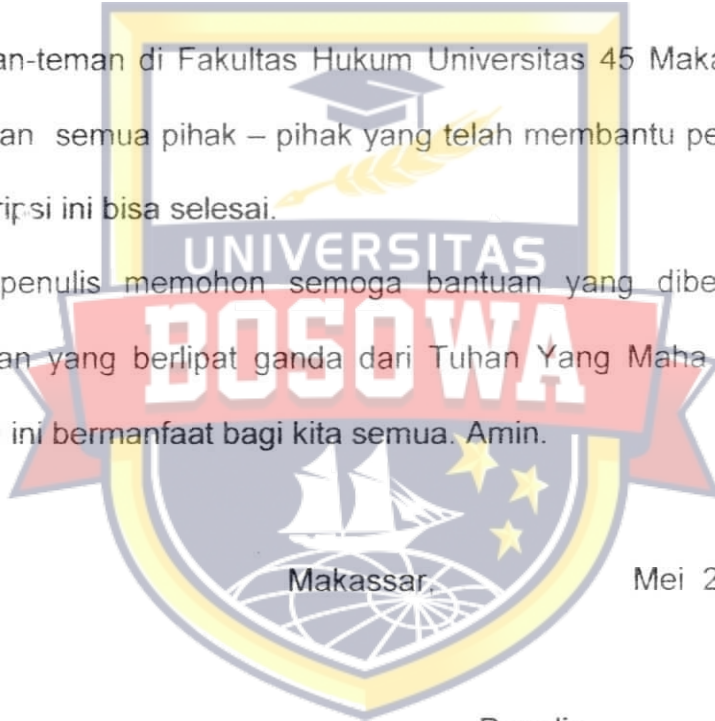 an-teman di Fakultas Hukum Universitas 45 Maka
an semua pihak – pihak yang telah membantu pe
ripsi ini bisa selesai.
UNIVERSITAS
penulis memohon semoga bantuan yang dibe
BOSOWA
an yang berlipat ganda dari Tuhan Yang Maha
ini bermanfaat bagi kita semua. Amin.
Makassar, Mei 2